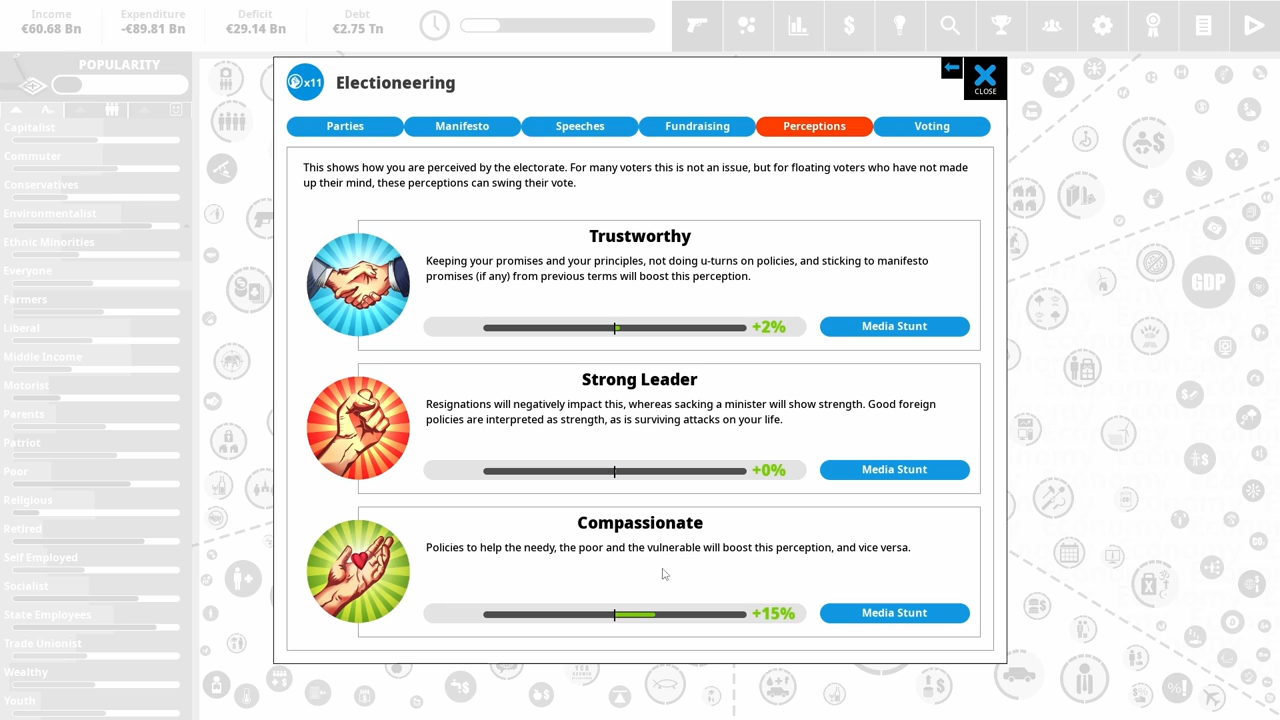 Income
€60.68 Bn
Expenditure
-€89.81 Bn
Deficit
€29.14 Bn
Debt
€2.75 Tn
POPULARITY
Capitalist
Commuter
Conservatives
Environmentalist
Ethnic Minorities
Everyone
Farmers
Liberal
Middle Income
Motorist
Parents
Patriot
Poor
Religious
Retired
Self Employed
Socialist
State Employees
Trade Unionist
Wealthy
Youth
x11
Electioneering
CLOSE
Parties
Manifesto
Speeches
Fundraising
Perceptions
Voting
This shows how you are perceived by the electorate. For many voters this is not an issue, but for floating voters who have not made
up their mind, these perceptions can swing their vote.
Trustworthy
Keeping your promises and your principles, not doing u-turns on policies, and sticking to manifesto
promises (if any) from previous terms will boost this perception.
+2%
Media Stunt
Strong Leader
Resignations will negatively impact this, whereas sacking a minister will show strength. Good foreign
policies are interpreted as strength, as is surviving attacks on your life.
+0%
Media Stunt
Compassionate
Policies to help the needy, the poor and the vulnerable will boost this perception, and vice versa.
+15%
Media Stunt
GDP